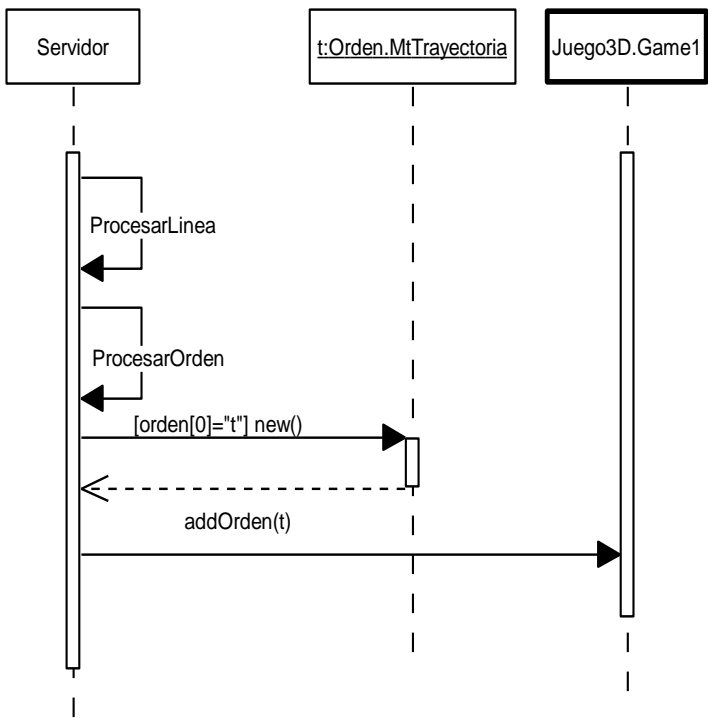 Servidor
t:Orden.MtTrayectoria
Juego3D.Game1
ProcesarLinea
ProcesarOrden
[orden[0]="t"] new()
addOrden(t)